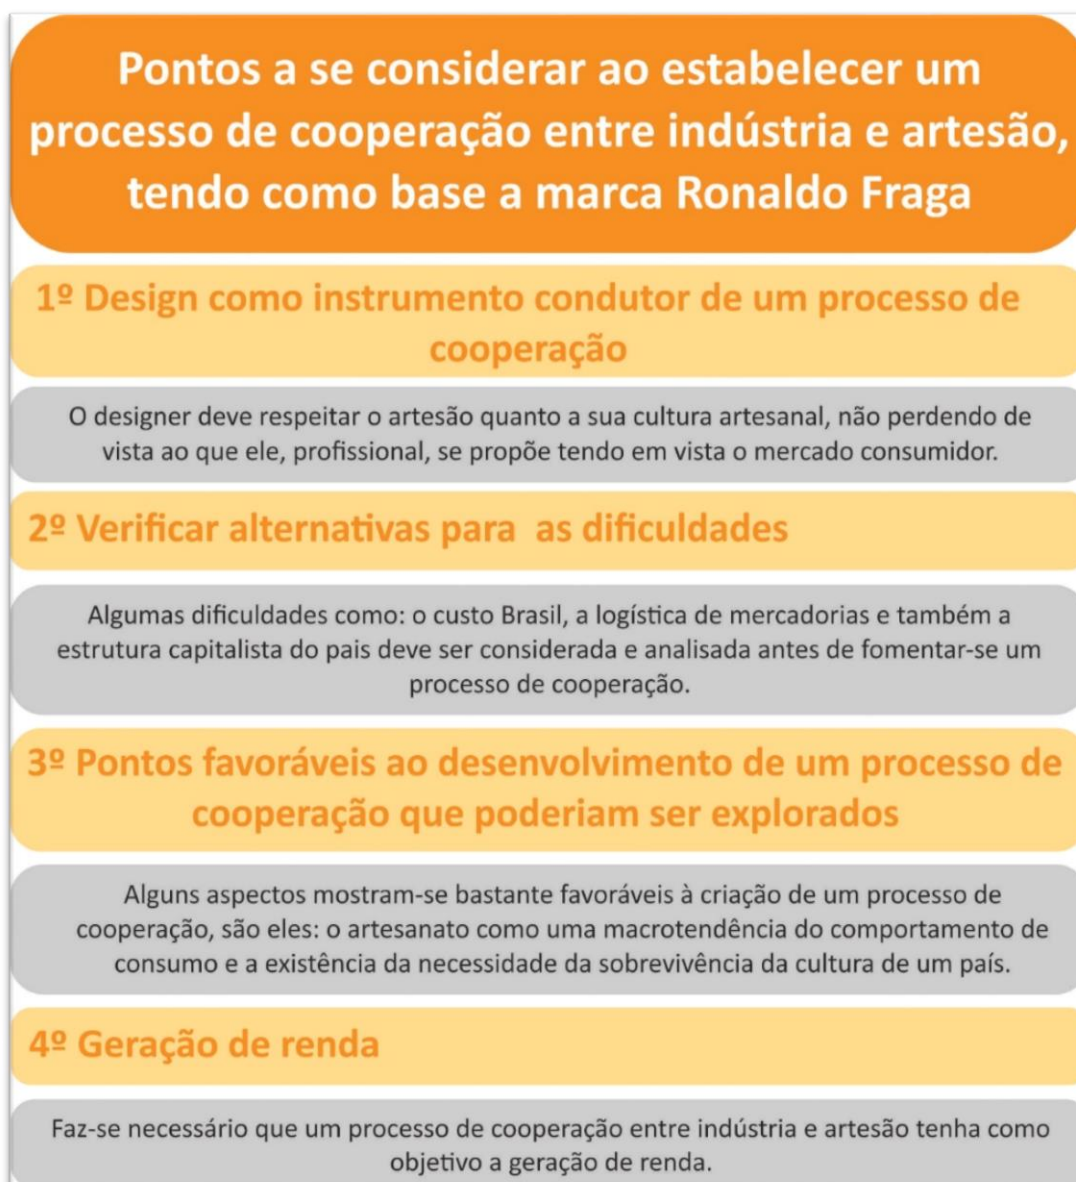 Pontos a se considerar ao estabelecer um
processo de cooperação entre indústria e artesão,
tendo como base a marca Ronaldo Fraga
1º Design como instrumento condutor de um processo de
cooperação
O designer deve respeitar o artesão quanto a sua cultura artesanal, não perdendo de
vista ao que ele, profissional, se propõe tendo em vista o mercado consumidor.
2º Verificar alternativas para as dificuldades
Algumas dificuldades como: o custo Brasil, a logística de mercadorias e também a
estrutura capitalista do pais deve ser considerada e analisada antes de fomentar-se um
processo de cooperação.
3º Pontos favoráveis ao desenvolvimento de um processo de
cooperação que poderiam ser explorados
Alguns aspectos mostram-se bastante favoráveis à criação de um processo de
cooperação, são eles: o artesanato como uma macrotendência do comportamento de
consumo e a existência da necessidade da sobrevivência da cultura de um país.
4º Geração de renda
Faz-se necessário que um processo de cooperação entre indústria e artesão tenha como
objetivo a geração de renda.